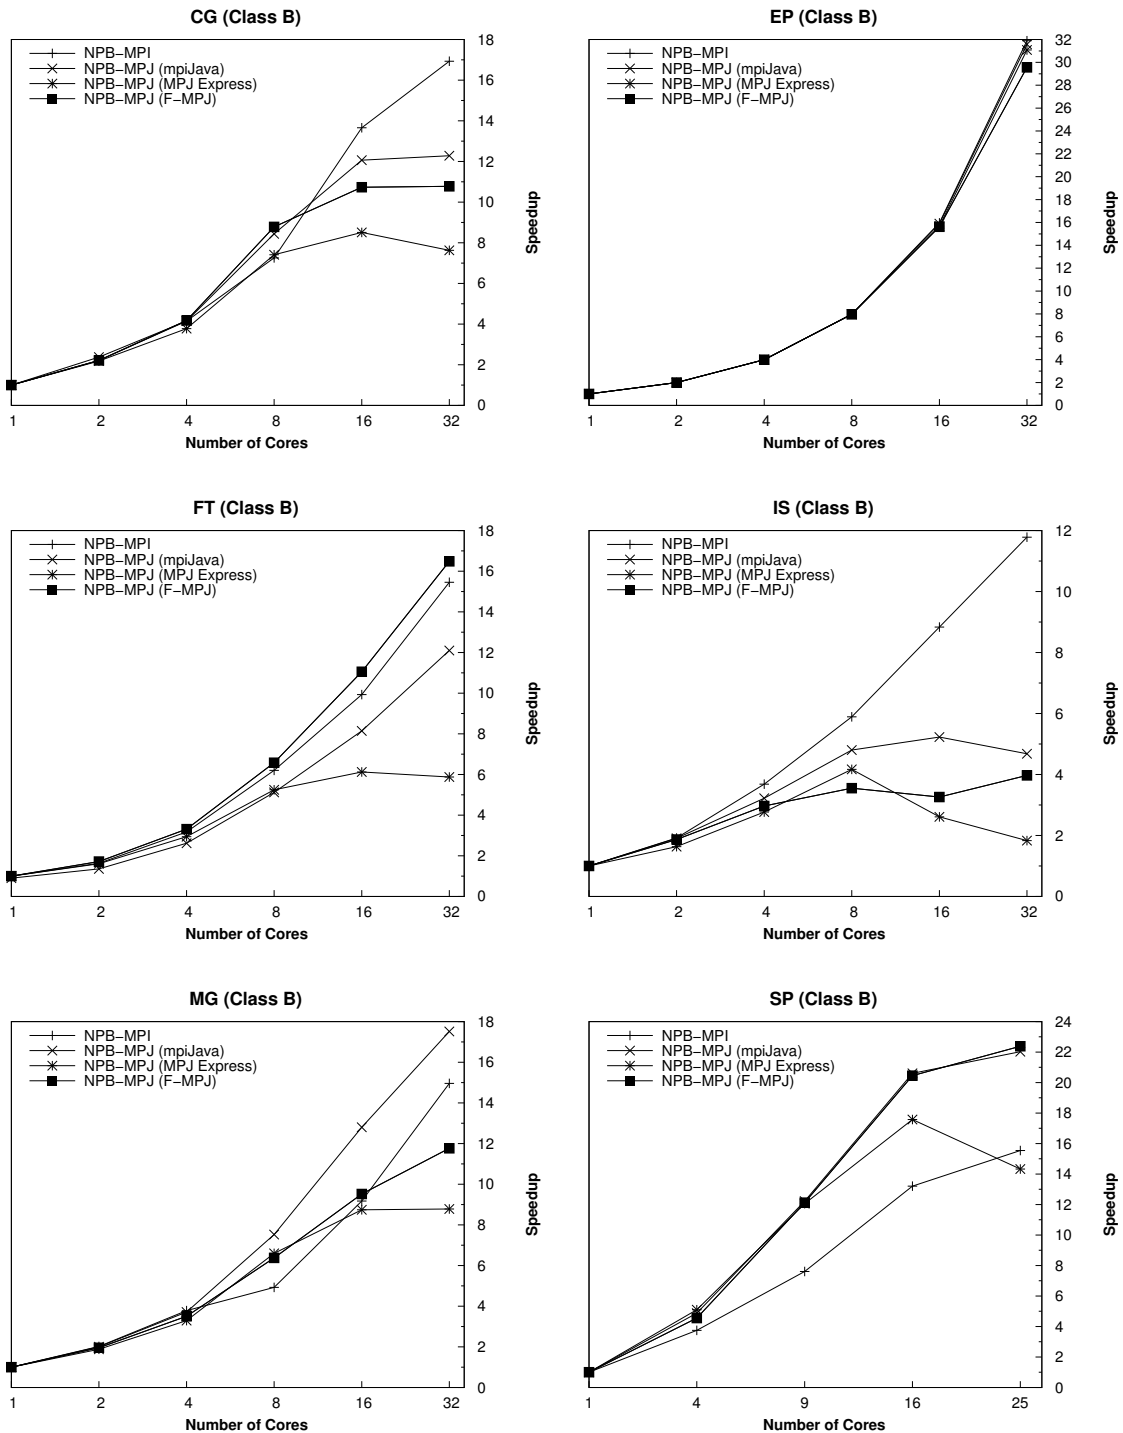 CG (Class B)
NPB−MPI
NPB−MPJ (mpiJava)
NPB−MPJ (MPJ Express)
NPB−MPJ (F−MPJ)
18
16
14
12
10
8
6
4
2
0
Speedup
1 2 4 8 16 32
Number of Cores
EP (Class B)
NPB−MPI
NPB−MPJ (mpiJava)
NPB−MPJ (MPJ Express)
NPB−MPJ (F−MPJ)
32
30
28
26
24
22
20
18
16
14
12
10
8
6
4
2
0
Speedup
1 2 4 8 16 32
Number of Cores
FT (Class B)
NPB−MPI
NPB−MPJ (mpiJava)
NPB−MPJ (MPJ Express)
NPB−MPJ (F−MPJ)
18
16
14
12
10
8
6
4
2
0
Speedup
1 2 4 8 16 32
Number of Cores
IS (Class B)
NPB−MPI
NPB−MPJ (mpiJava)
NPB−MPJ (MPJ Express)
NPB−MPJ (F−MPJ)
12
10
8
6
4
2
0
Speedup
1 2 4 8 16 32
Number of Cores
MG (Class B)
NPB−MPI
NPB−MPJ (mpiJava)
NPB−MPJ (MPJ Express)
NPB−MPJ (F−MPJ)
18
16
14
12
10
8
6
4
2
0
Speedup
1 2 4 8 16 32
Number of Cores
SP (Class B)
NPB−MPI
NPB−MPJ (mpiJava)
NPB−MPJ (MPJ Express)
NPB−MPJ (F−MPJ)
24
22
20
18
16
14
12
10
8
6
4
2
0
Speedup
1 4 9 16 25
Number of Cores